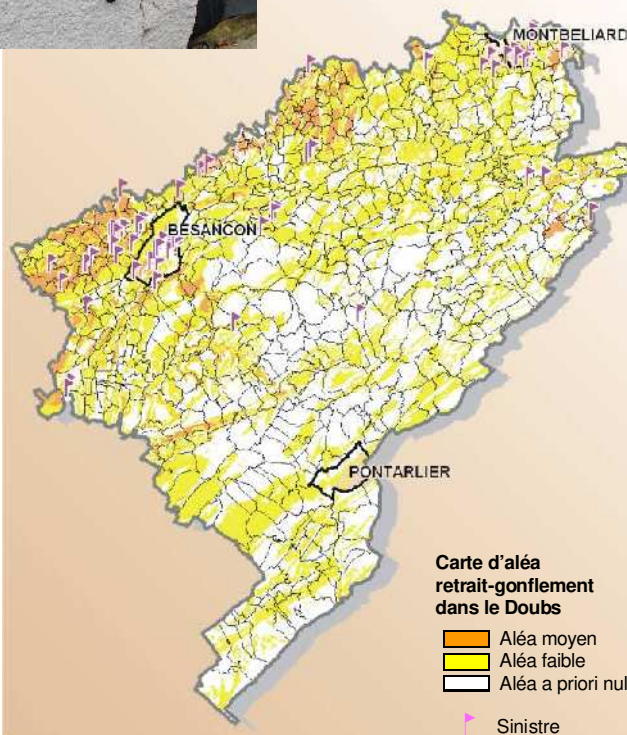 MONTBELIARD
BESANCON
PONTARLIER
Carte d'aléa
retrait-gonflement
dans le Doubs
Aléa moyen
Aléa faible
Aléa a priori nul
Sinistre